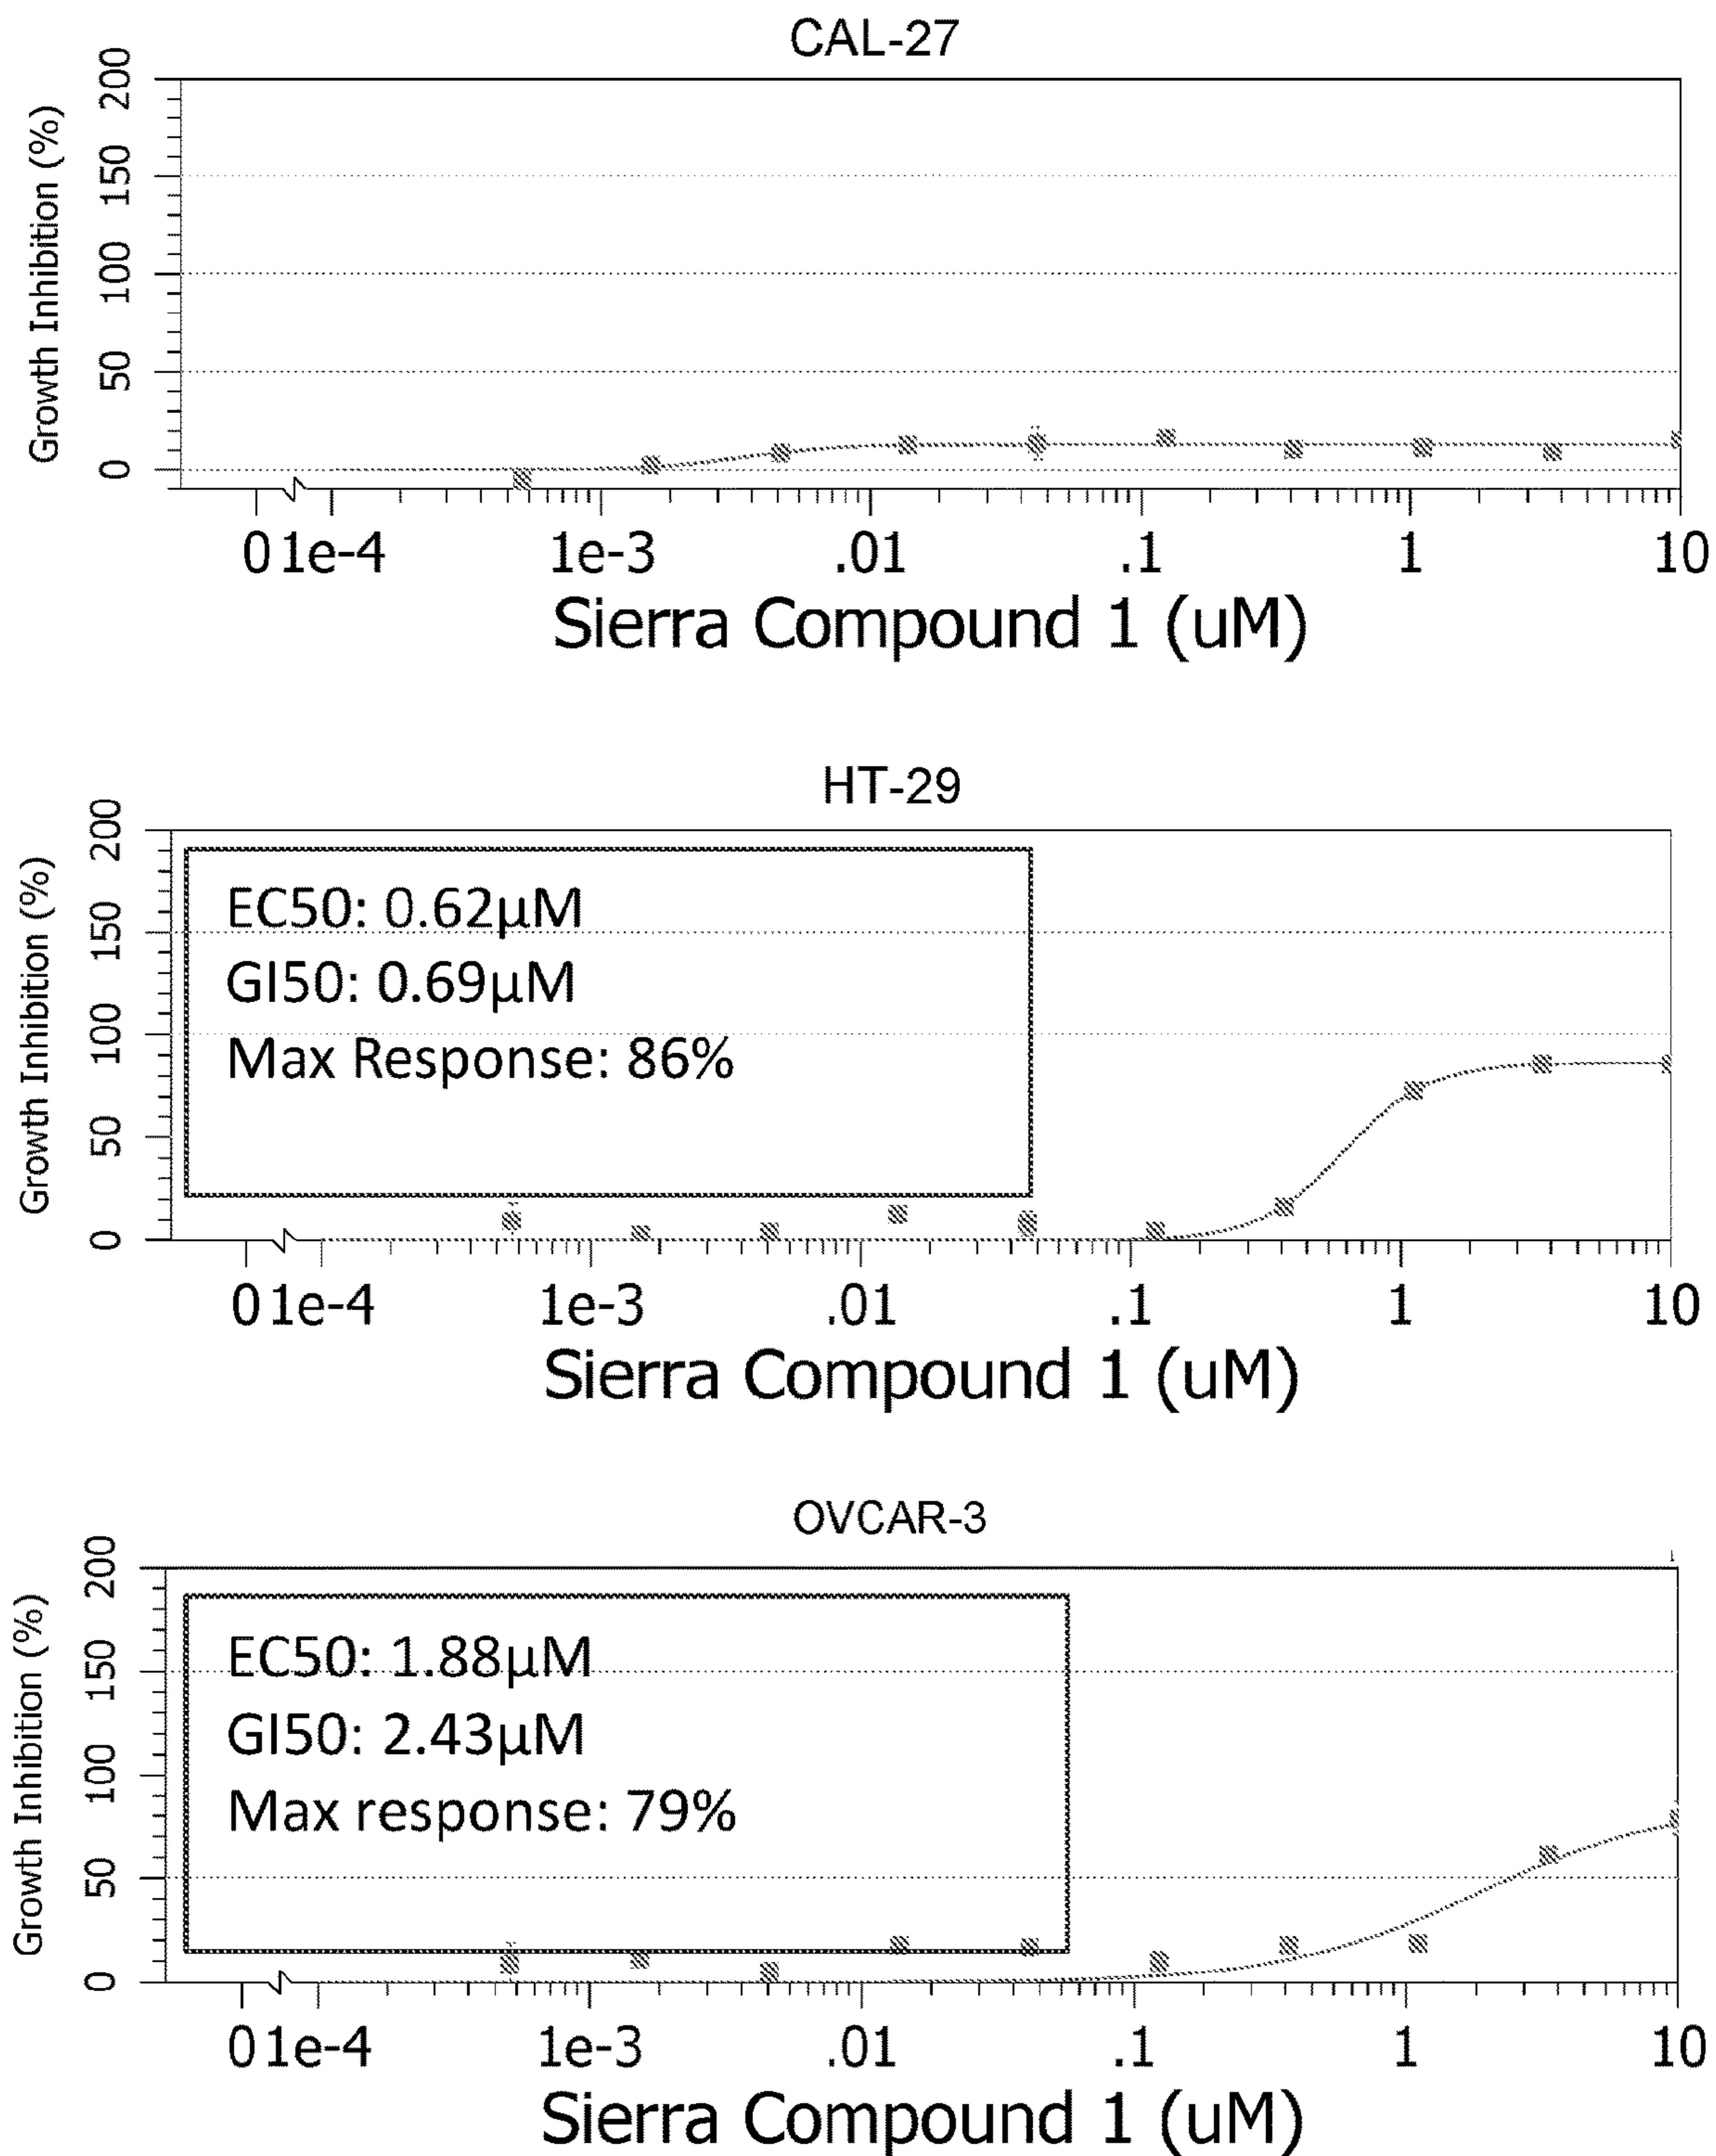 CAL-27
Growth Inhibition (%)
200
150
100
50
0
0 1e-4 1e-3 .01 .1 1 10
Sierra Compound 1 (uM)
HT-29
Growth Inhibition (%)
200
150
100
50
0
EC50: 0.62µM
GI50: 0.69µM
Max Response: 86%
0 1e-4 1e-3 .01 .1 1 10
Sierra Compound 1 (uM)
OVCAR-3
Growth Inhibition (%)
200
150
100
50
0
EC50: 1.88µM
GI50: 2.43µM
Max response: 79%
0 1e-4 1e-3 .01 .1 1 10
Sierra Compound 1 (uM)